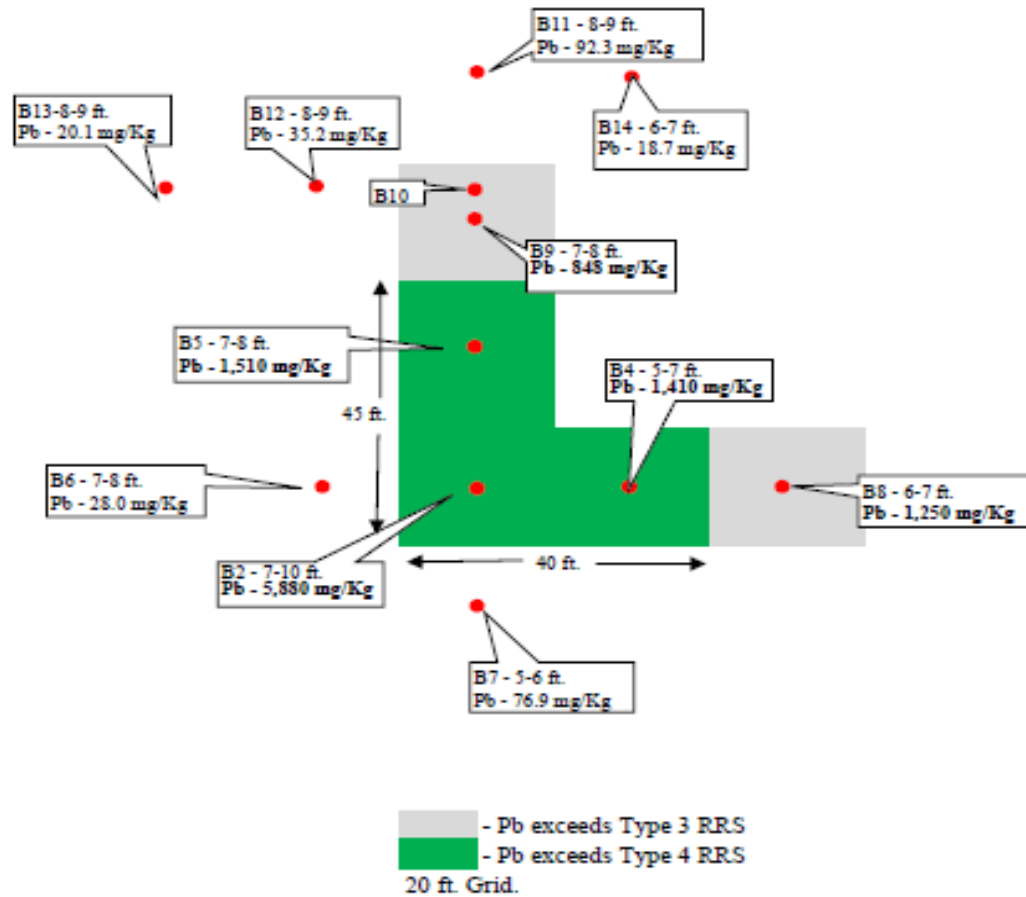 B11 - 8-9 ft.
Pb - 92.3 mg/Kg
B13-8-9 ft.
Pb - 20.1 mg/Kg
B12 - 8-9 ft.
Pb - 35.2 mg/Kg
B14 - 6-7 ft.
Pb - 18.7 mg/Kg
B10
B9 - 7-8 ft.
Pb - 848 mg/Kg
B5 - 7-8 ft.
Pb - 1,510 mg/Kg
B4 - 5-7 ft.
Pb - 1,410 mg/Kg
45 ft.
B6 - 7-8 ft.
Pb - 28.0 mg/Kg
B8 - 6-7 ft.
Pb - 1,250 mg/Kg
B2 - 7-10 ft.
Pb - 5,880 mg/Kg
40 ft.
B7 - 5-6 ft.
Pb - 76.9 mg/Kg
- Pb exceeds Type 3 RRS
- Pb exceeds Type 4 RRS
20 ft. Grid.